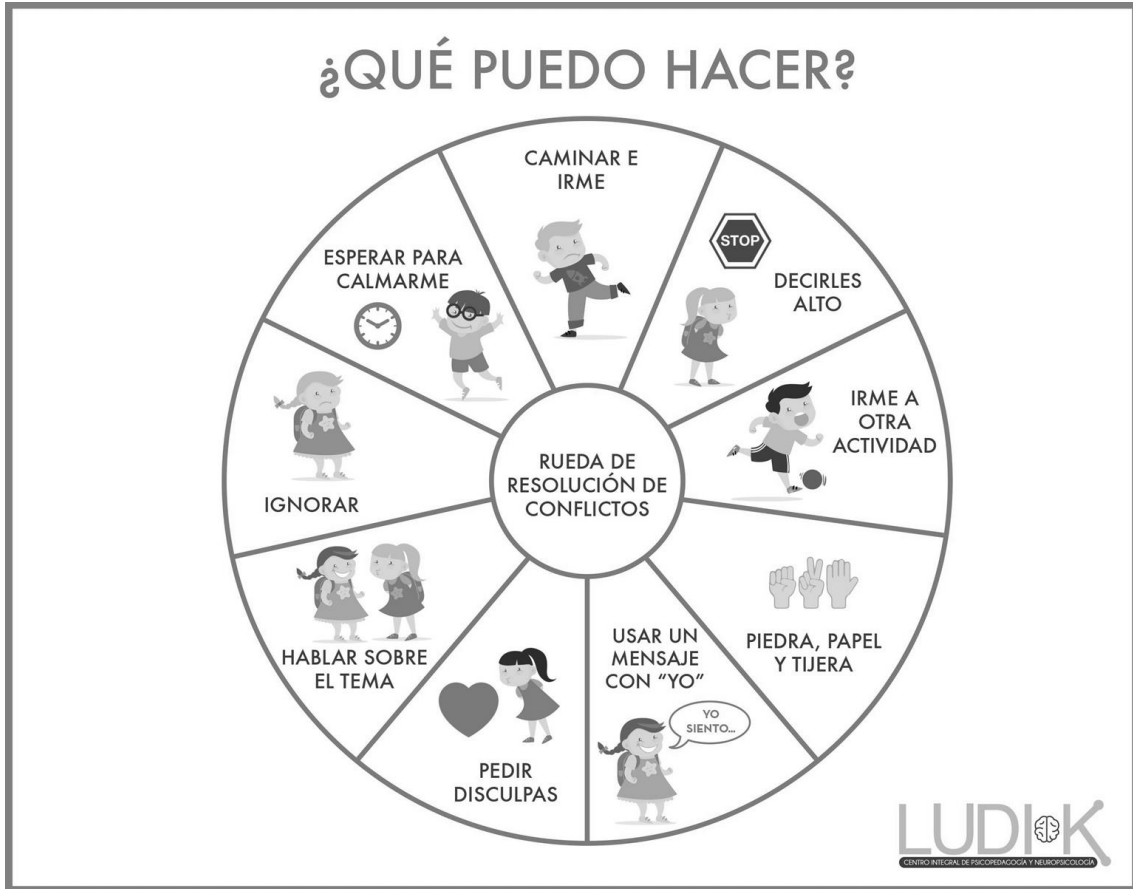 ¿QUÉ PUEDO HACER?
CAMINAR E
IRME
STOP
DECIRLES
ALTO
IRME A
OTRA
ACTIVIDAD
PIEDRA, PAPEL
Y TIJERA
USAR UN
MENSAJE
CON “YO”
YO
SIENTO...
PEDIR
DISCULPAS
HABLAR SOBRE
EL TEMA
IGNORAR
ESPERAR PARA
CALMARME
RUEDA DE
RESOLUCIÓN DE
CONFLICTOS
LUDIK
CENTRO INTEGRAL DE PSICOPEDAGOGÍA Y NEUROPSICOLOGÍA